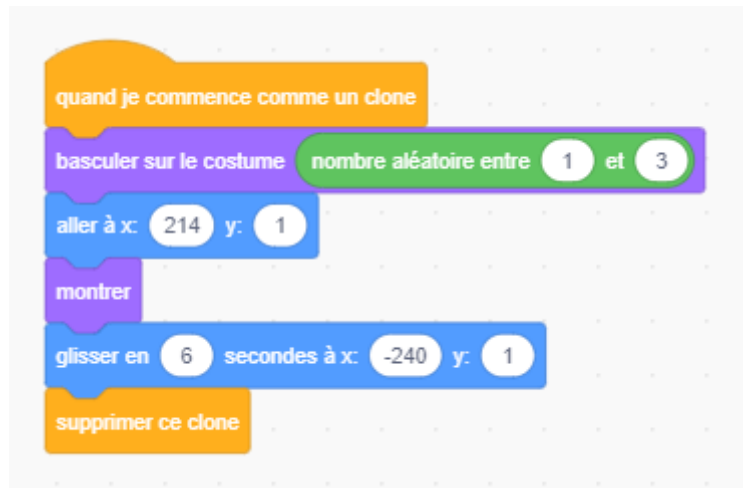 quand je commence comme un clone
basculer sur le costume nombre aléatoire entre 1 et 3
aller à x: 214 y: 1
montrer
glisser en 6 secondes à x: -240 y: 1
supprimer ce clone